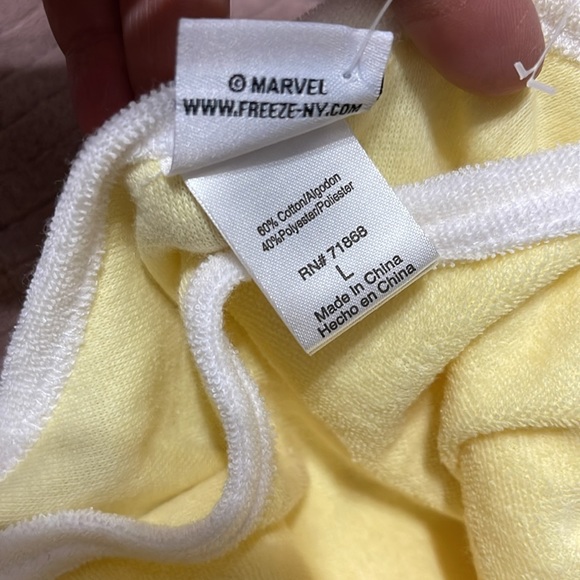 © MARVEL
WWW.FREEZE-NY.COM
60% Cotton/Algodon
40%Polyester/Poliester
RN# 71868
L
Made in China
Hecho en China